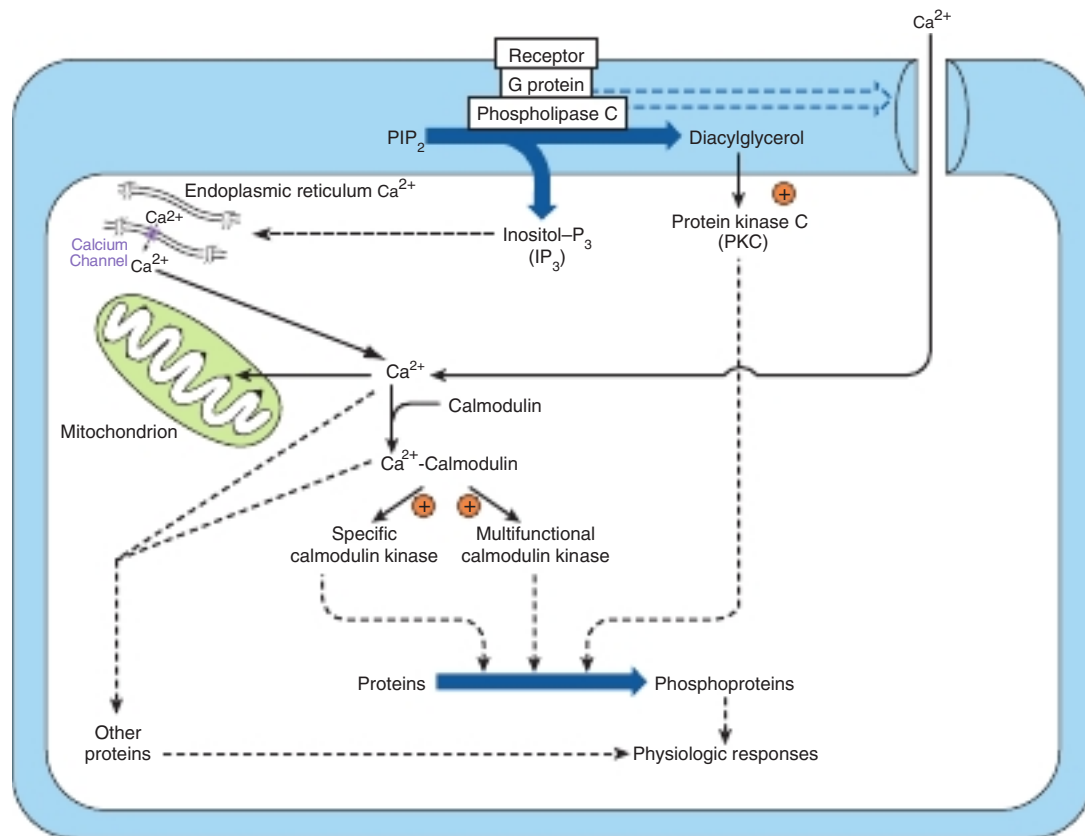 Ca²⁺
Receptor
G protein
Phospholipase C
PIP₂
Diacylglycerol
Endoplasmic reticulum Ca²⁺
Ca²⁺
Calcium
Channel
Ca²⁺
Inositol–P₃
(IP₃)
+
Protein kinase C
(PKC)
Ca²⁺
Calmodulin
Mitochondrion
Ca²⁺-Calmodulin
+
+
Specific
calmodulin kinase
Multifunctional
calmodulin kinase
Proteins
Phosphoproteins
Other
proteins
Physiologic responses